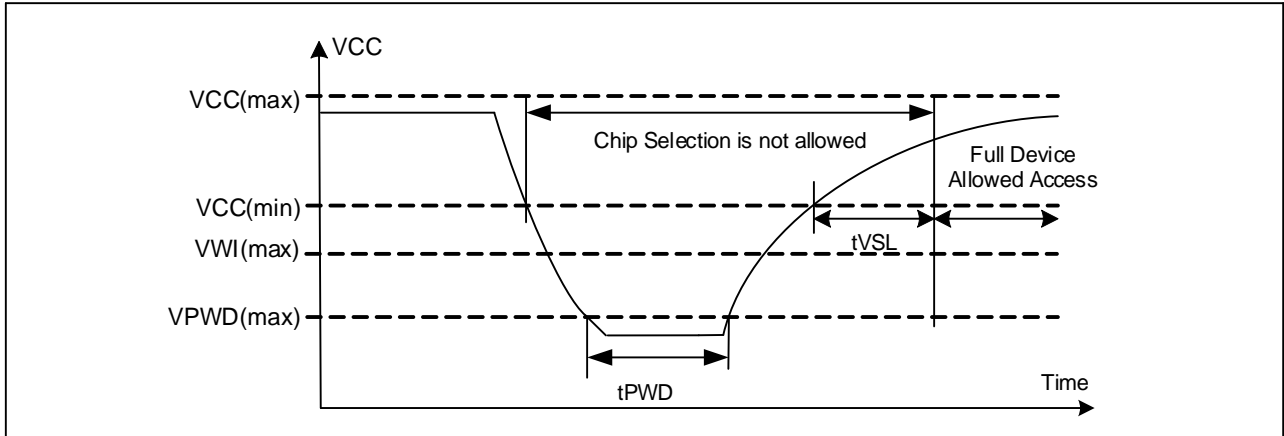 VCC
VCC(max)
Chip Selection is not allowed
Full Device
Allowed Access
VCC(min)
tVSL
VWI(max)
VPWD(max)
tPWD
Time